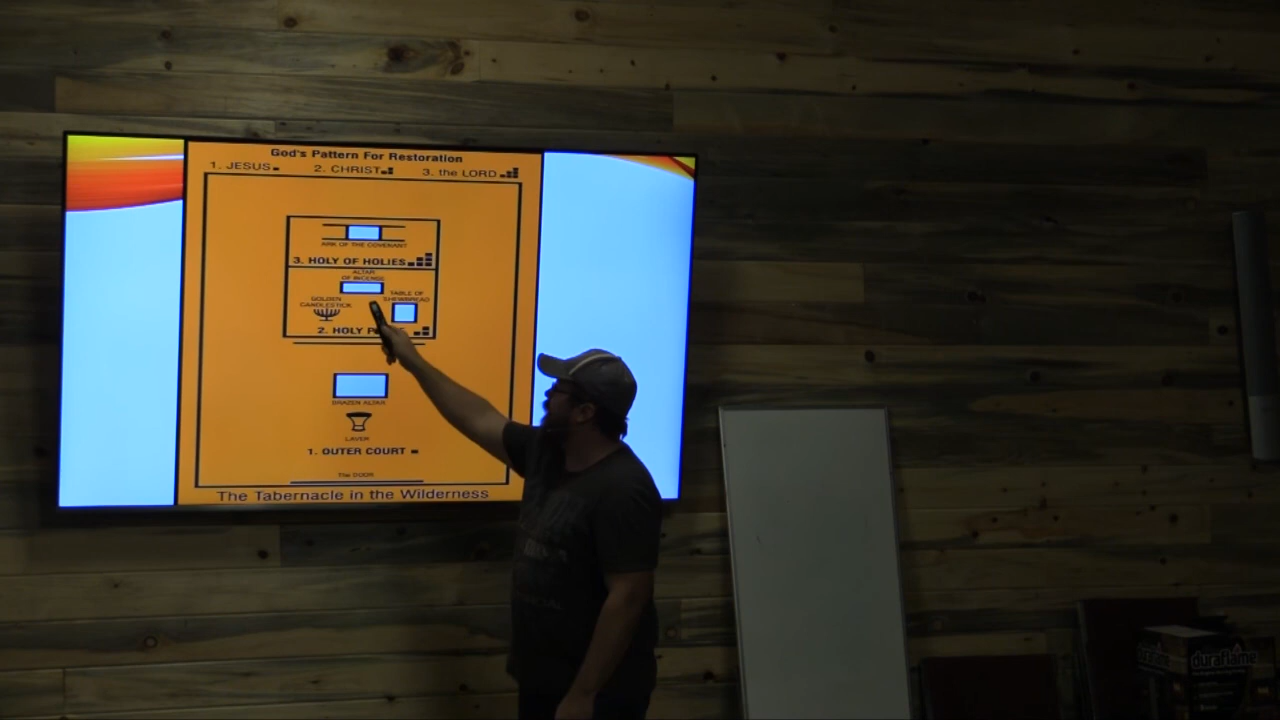 God's Pattern For Restoration
1. JESUS 2. CHRIST 3. the LORD
ARK OF THE COVENANT
3. HOLY OF HOLIES
ALTAR
OF INCENSE
TABLE OF
SHEWBREAD
GOLDEN
CANDLESTICK
2. HOLY
BRAZEN ALTAR
LAVER
1. OUTER COURT
The DOOR
The Tabernacle in the Wilderness
duraflame